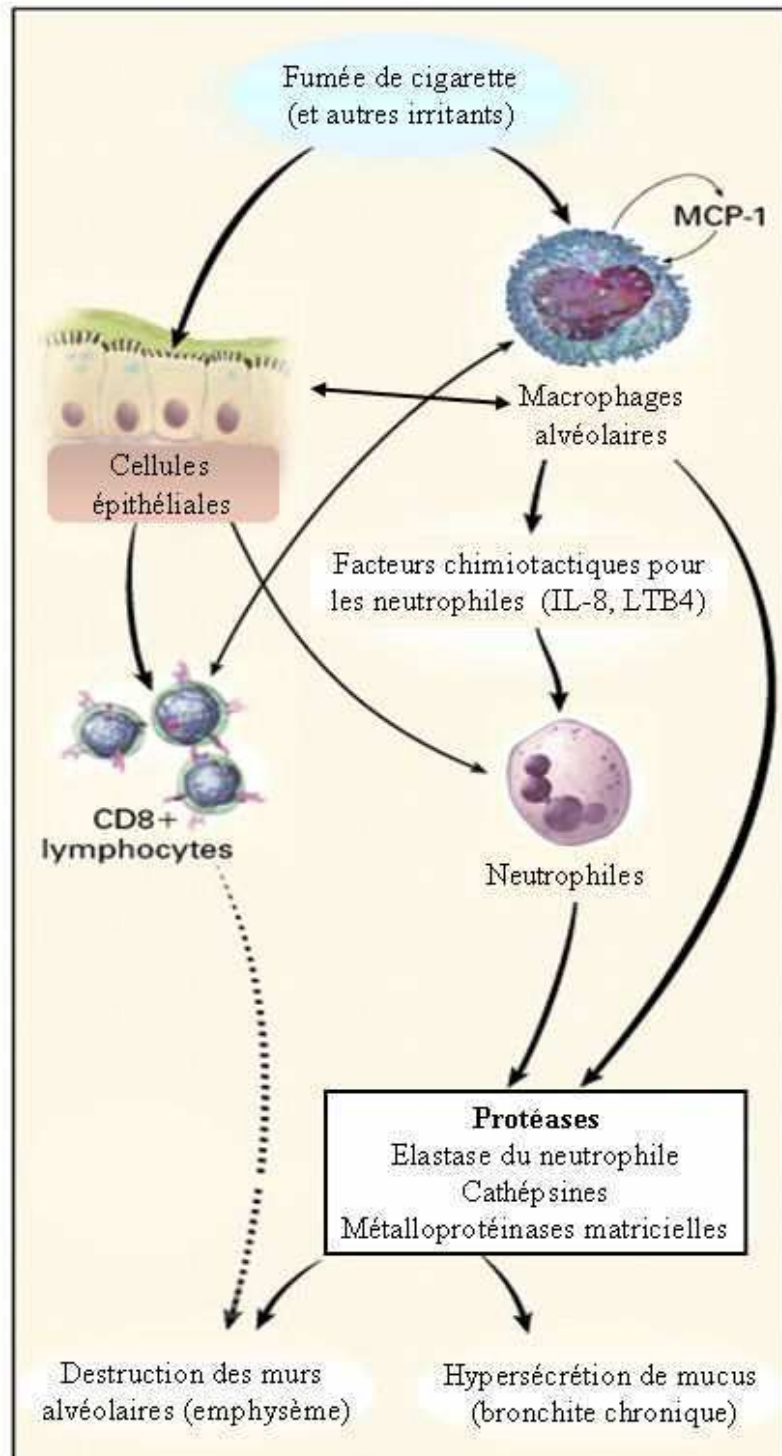 Fumée de cigarette
(et autres irritants)
MCP-1
Macrophages
alvéolaires
Cellules
épithéliales
Facteurs chimiotactiques pour
les neutrophiles (IL-8, LTB4)
CD8+
lymphocytes
Neutrophiles
Protéases
Elastase du neutrophile
Cathépsines
Métalloprotéinases matricielles
Destruction des murs
alvéolaires (emphysème)
Hypersécrétion de mucus
(bronchite chronique)